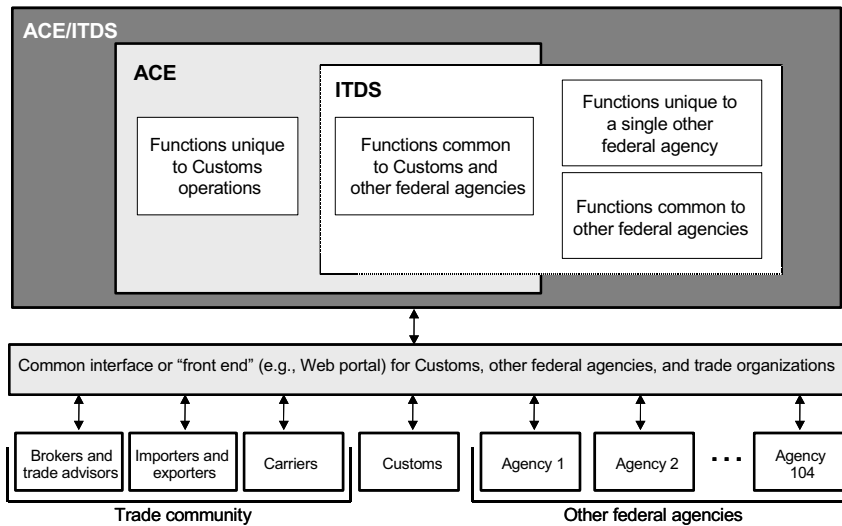 ACE/ITDS
ACE
Functions unique
to Customs
operations
ITDS
Functions common
to Customs and
other federal agencies
Functions unique to
a single other
federal agency
Functions common to
other federal agencies
Common interface or “front end” (e.g., Web portal) for Customs, other federal agencies, and trade organizations
Brokers and
trade advisors
Importers and
exporters
Carriers
Customs
Agency 1
Agency 2
...
Agency
104
Trade community
Other federal agencies